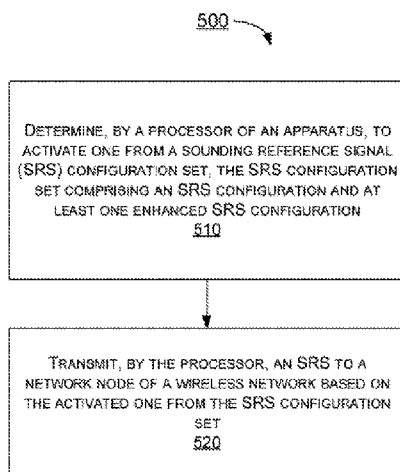 500
DETERMINE, BY A PROCESSOR OF AN APPARATUS, TO
ACTIVATE ONE FROM A SOUNDING REFERENCE SIGNAL
(SRS) CONFIGURATION SET, THE SRS CONFIGURATION
SET COMPRISING AN SRS CONFIGURATION AND AT
LEAST ONE ENHANCED SRS CONFIGURATION
510
TRANSMIT, BY THE PROCESSOR, AN SRS TO A
NETWORK NODE OF A WIRELESS NETWORK BASED ON
THE ACTIVATED ONE FROM THE SRS CONFIGURATION
SET
520